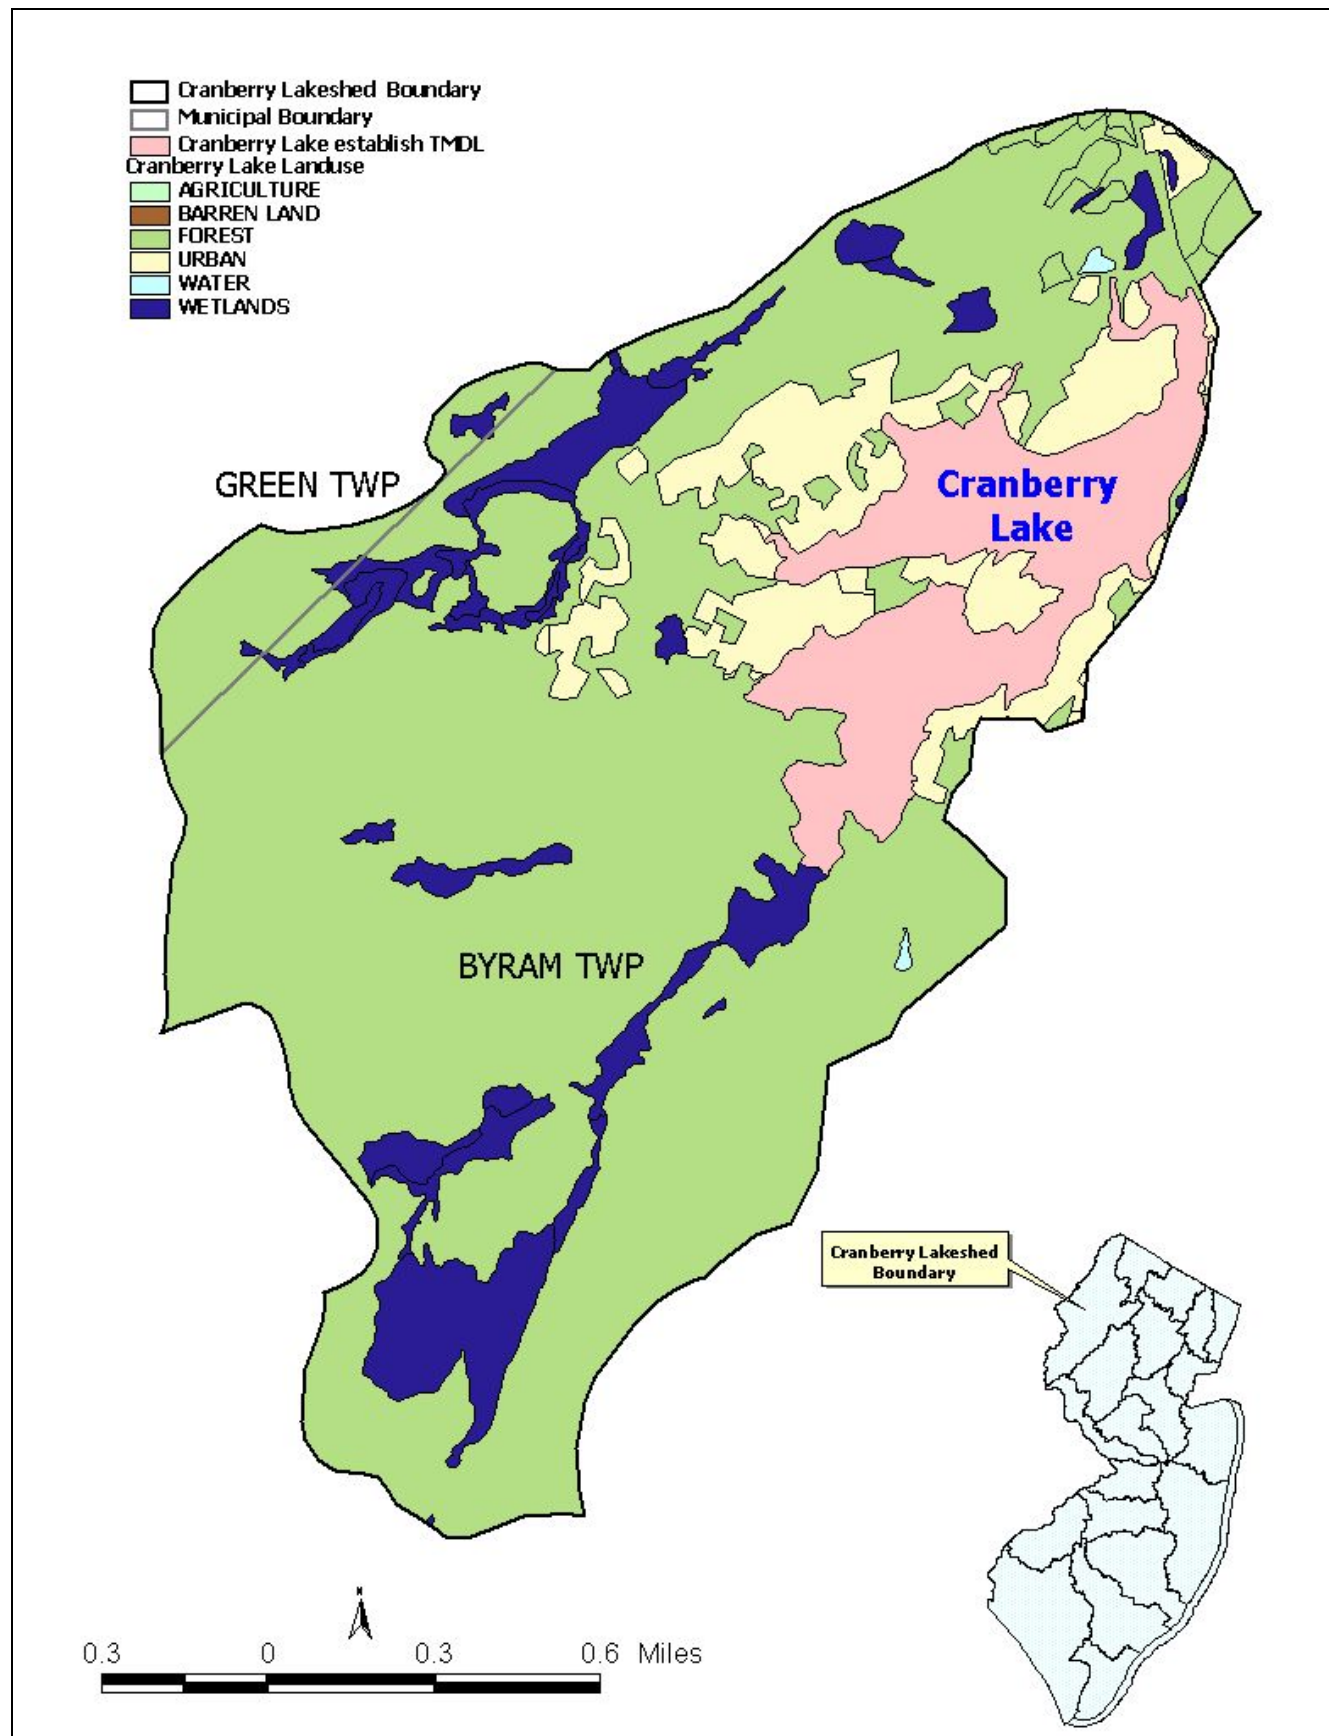 Cranberry Lakeshed Boundary
Municipal Boundary
Cranberry Lake establish TMDL
Cranberry Lake Landuse
AGRICULTURE
BARREN LAND
FOREST
URBAN
WATER
WETLANDS
GREEN TWP
Cranberry
Lake
BYRAM TWP
Cranberry Lakeshed
Boundary
N
0.3 0 0.3 0.6 Miles